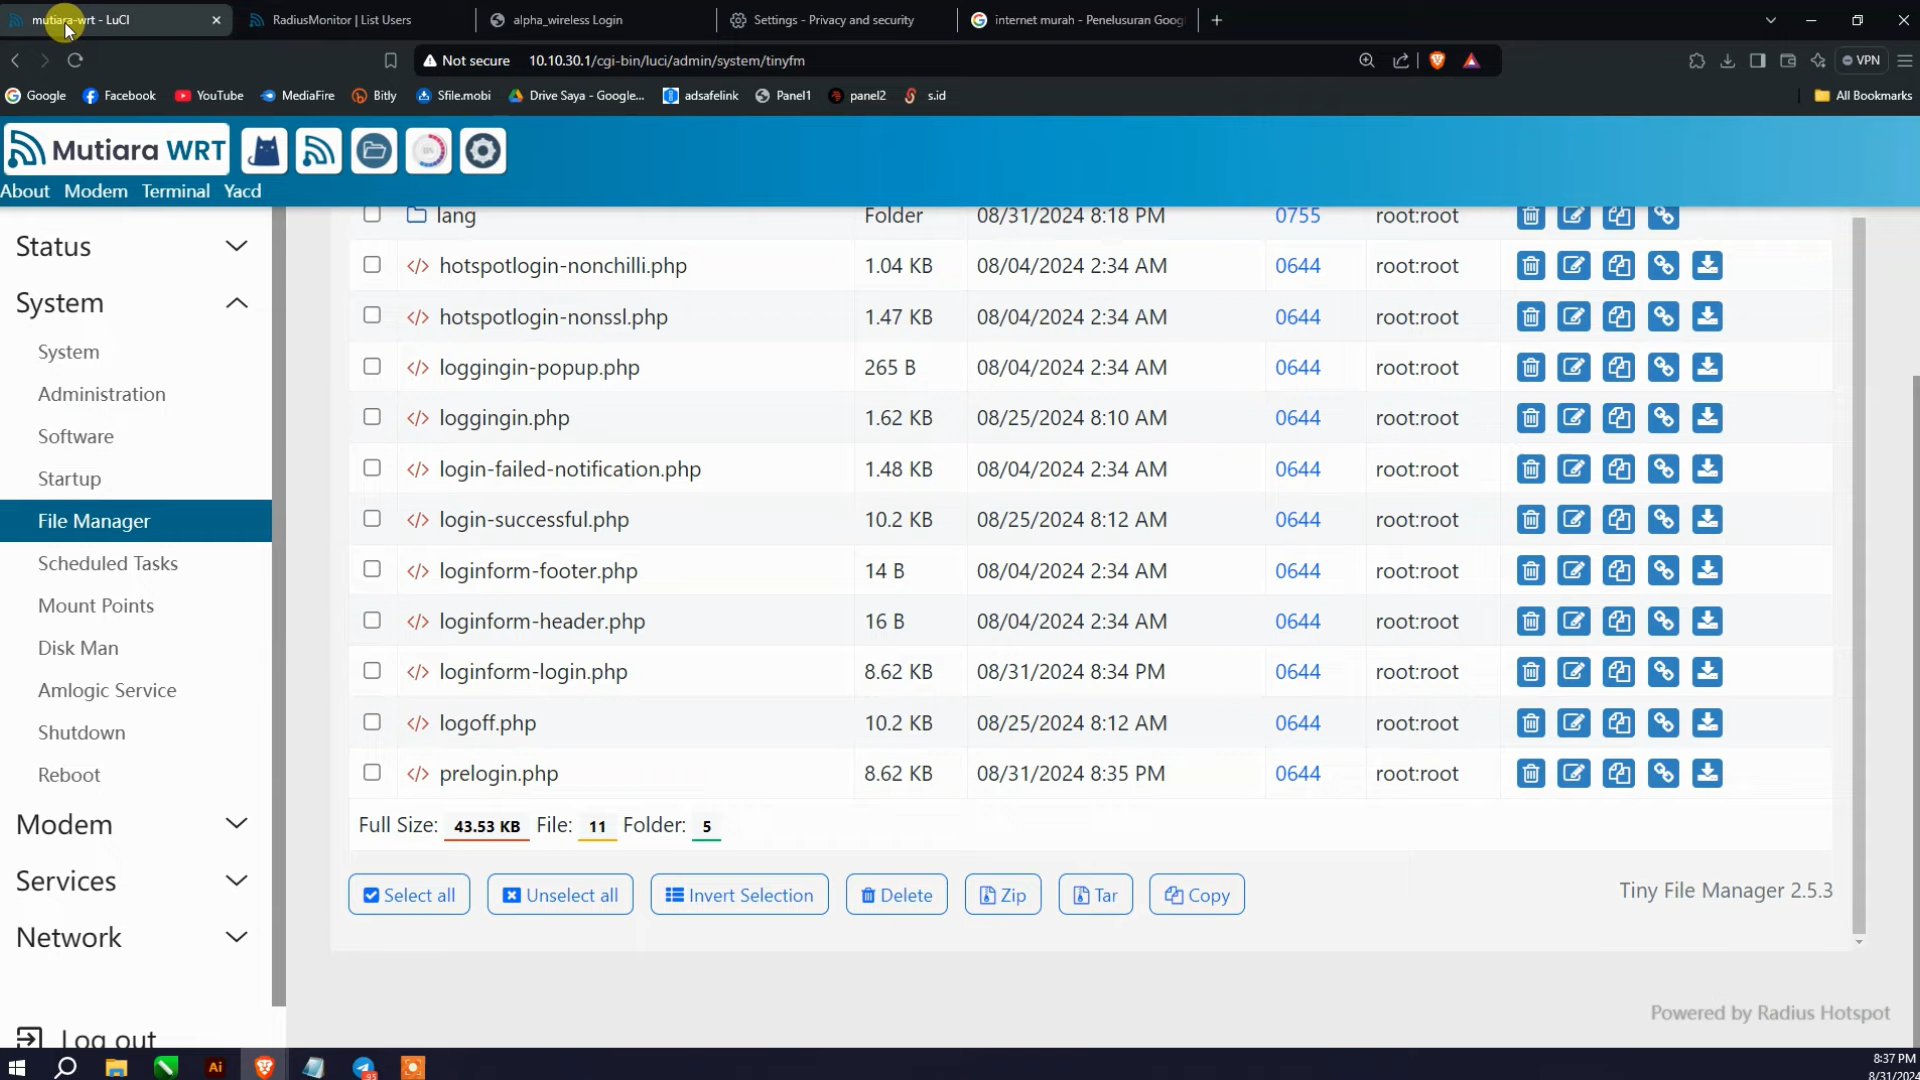 mutiara-wrt - LuCI
RadiusMonitor | List Users
alpha_wireless Login
Settings - Privacy and security
internet murah - Penelusuran Goog
Not secure 10.10.30.1/cgi-bin/luci/admin/system/tinyfm
VPN
Google Facebook YouTube MediaFire Bitly Sfile.mobi Drive Saya - Google... adsafelink Panel1 panel2 s.id All Bookmarks
Mutiara WRT
About Modem Terminal Yacd
Status
System
System
Administration
Software
Startup
File Manager
Scheduled Tasks
Mount Points
Disk Man
Amlogic Service
Shutdown
Reboot
Modem
Services
Network
Log out
lang Folder 08/31/2024 8:18 PM 0755 root:root
hotspotlogin-nonchilli.php 1.04 KB 08/04/2024 2:34 AM 0644 root:root
hotspotlogin-nonssl.php 1.47 KB 08/04/2024 2:34 AM 0644 root:root
loggingin-popup.php 265 B 08/04/2024 2:34 AM 0644 root:root
loggingin.php 1.62 KB 08/25/2024 8:10 AM 0644 root:root
login-failed-notification.php 1.48 KB 08/04/2024 2:34 AM 0644 root:root
login-successful.php 10.2 KB 08/25/2024 8:12 AM 0644 root:root
loginform-footer.php 14 B 08/04/2024 2:34 AM 0644 root:root
loginform-header.php 16 B 08/04/2024 2:34 AM 0644 root:root
loginform-login.php 8.62 KB 08/31/2024 8:34 PM 0644 root:root
logoff.php 10.2 KB 08/25/2024 8:12 AM 0644 root:root
prelogin.php 8.62 KB 08/31/2024 8:35 PM 0644 root:root
Full Size: 43.53 KB File: 11 Folder: 5
Select all Unselect all Invert Selection Delete Zip Tar Copy
Tiny File Manager 2.5.3
Powered by Radius Hotspot
Ai
8:37 PM
8/31/2024